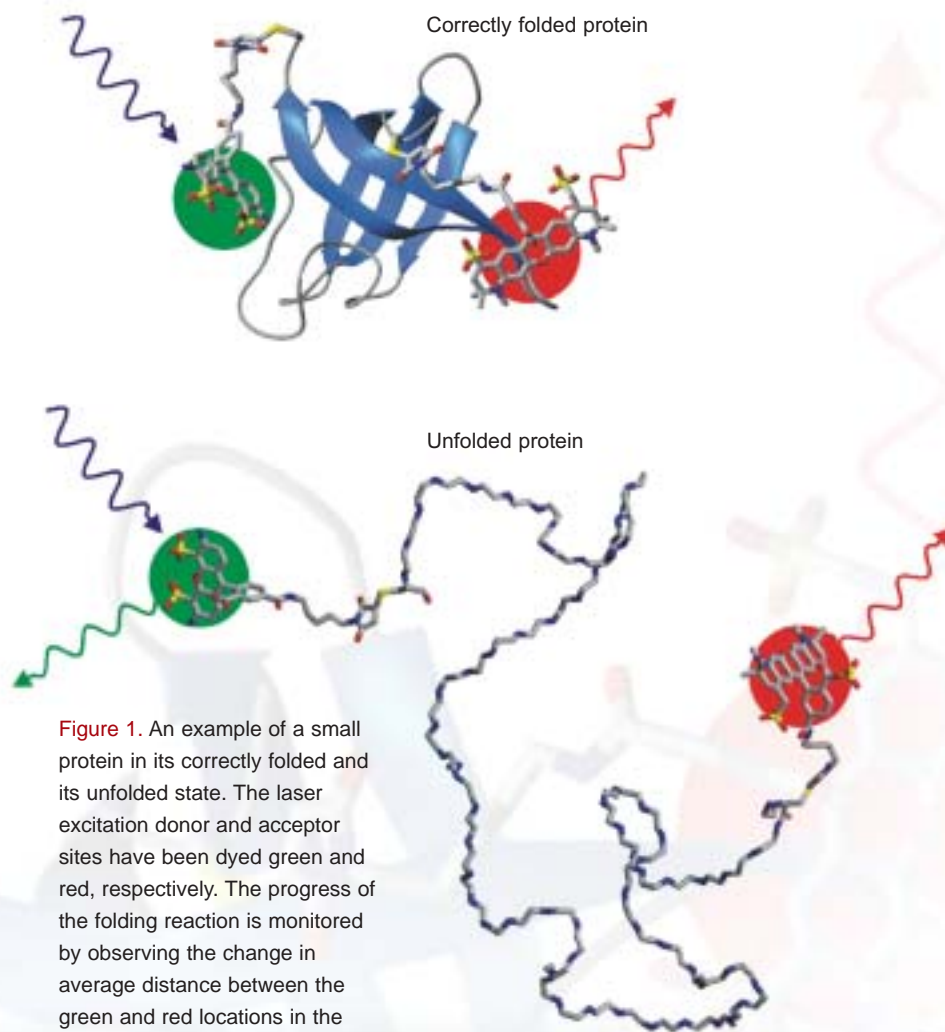 Correctly folded protein
Unfolded protein
Figure 1. An example of a small
protein in its correctly folded and
its unfolded state. The laser
excitation donor and acceptor
sites have been dyed green and
red, respectively. The progress of
the folding reaction is monitored
by observing the change in
average distance between the
green and red locations in the